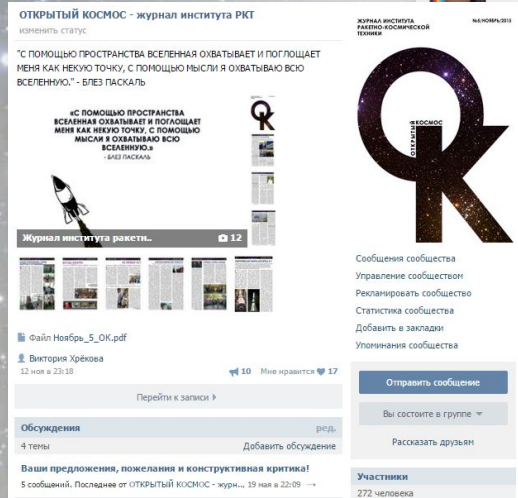 ОТКРЫТЫЙ КОСМОС - журнал института РКТ
изменить статус
"С ПОМОЩЬЮ ПРОСТРАНСТВА ВСЕЛЕННАЯ ОХВАТЫВАЕТ И ПОГЛОЩАЕТ
МЕНЯ КАК НЕКУЮ ТОЧКУ, С ПОМОЩЬЮ МЫСЛИ Я ОХВАТЫВАЮ ВСЮ
ВСЕЛЕННУЮ." - БЛЕЗ ПАСКАЛЬ
«С ПОМОЩЬЮ ПРОСТРАНСТВА
ВСЕЛЕННАЯ ОХВАТЫВАЕТ И ПОГЛОЩАЕТ
МЕНЯ КАК НЕКУЮ ТОЧКУ, С ПОМОЩЬЮ
МЫСЛИ Я ОХВАТЫВАЮ ВСЮ
ВСЕЛЕННУЮ.»
- БЛЕЗ ПАСКАЛЬ
Журнал института ракетн..
12
Файл Ноябрь_5_ОК.pdf
Виктория Хрёкова
12 ноя в 23:18
10 Мне нравится 17
Перейти к записи
Обсуждения ред.
4 темы Добавить обсуждение
Ваши предложения, пожелания и конструктивная критика!
5 сообщений. Последнее от ОТКРЫТЫЙ КОСМОС - журн... 19 мая в 22:09 →
ЖУРНАЛ ИНСТИТУТА
РАКЕТНО-КОСМИЧЕСКОЙ
ТЕХНИКИ
№5/НОЯБРЬ/2015
ОТКРЫТЫЙ КОСМОС
ОК
Сообщения сообщества
Управление сообществом
Рекламировать сообщество
Статистика сообщества
Добавить в закладки
Упоминания сообщества
Отправить сообщение
Вы состоите в группе
Рассказать друзьям
Участники
272 человека